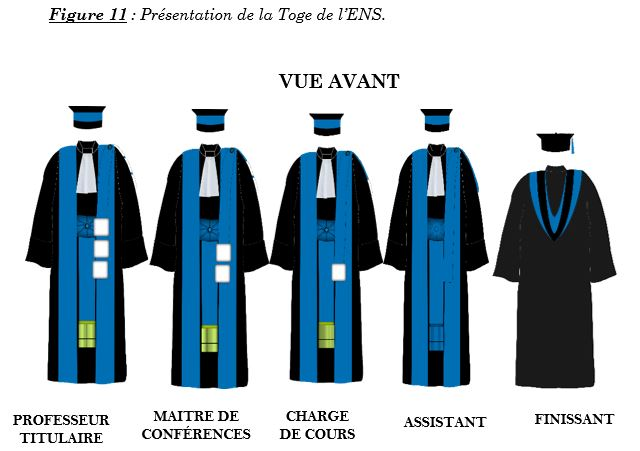 Figure 11 : Présentation de la Toge de l'ENS.
VUE AVANT
PROFESSEUR
TITULAIRE
MAITRE DE
CONFÉRENCES
CHARGE
DE COURS
ASSISTANT
FINISSANT